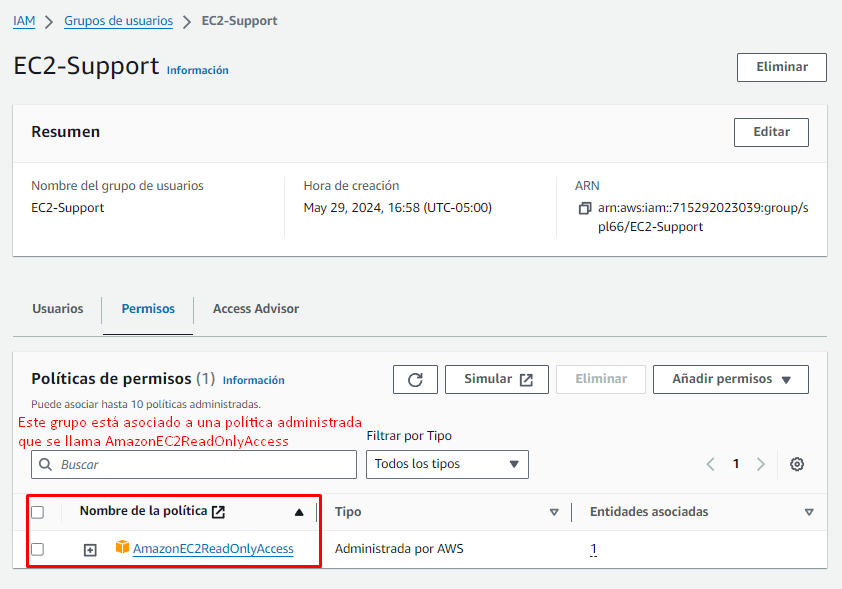 IAM > Grupos de usuarios > EC2-Support
EC2-Support Información
Eliminar
Resumen
Editar
Nombre del grupo de usuarios
EC2-Support
Hora de creación
May 29, 2024, 16:58 (UTC-05:00)
ARN
arn:aws:iam::715292023039:group/s
pl66/EC2-Support
Usuarios
Permisos
Access Advisor
Políticas de permisos (1) Información
Simular
Eliminar
Añadir permisos
Puede asociar hasta 10 políticas administradas.
Este grupo está asociado a una política administrada
que se llama AmazonEC2ReadOnlyAccess
Filtrar por Tipo
Buscar
Todos los tipos
1
Nombre de la política
Tipo
Entidades asociadas
AmazonEC2ReadOnlyAccess
Administrada por AWS
1